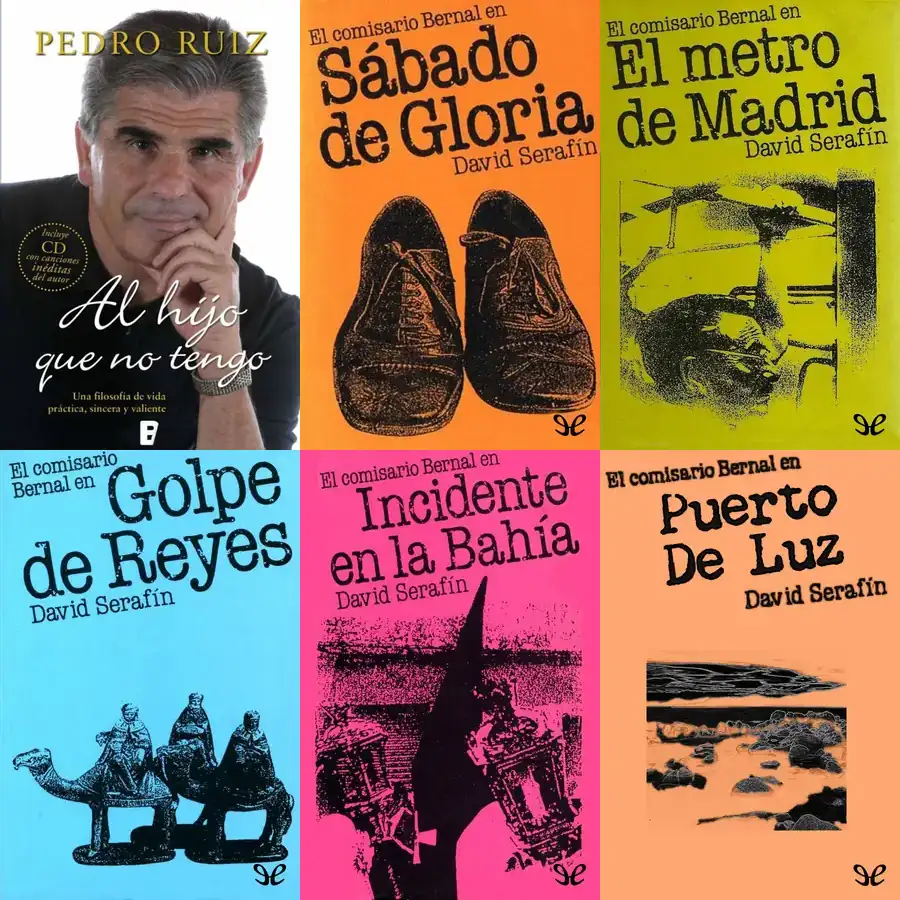 PEDRO RUIZ
Incluye
CD
con canciones
inéditas
del autor
Al hijo
que no tengo
Una filosofía de vida
práctica, sincera y valiente
B
El comisario Bernal en
Sábado
de Gloria
David Serafín
El metro
de Madrid
El comisario Bernal en
David Serafín
El comisario
Bernal en
Golpe
de Reyes
David Serafín
El comisario Bernal en
Incidente
en la Bahía
David Serafín
El comisario Bernal en
Puerto
De Luz
David Serafín